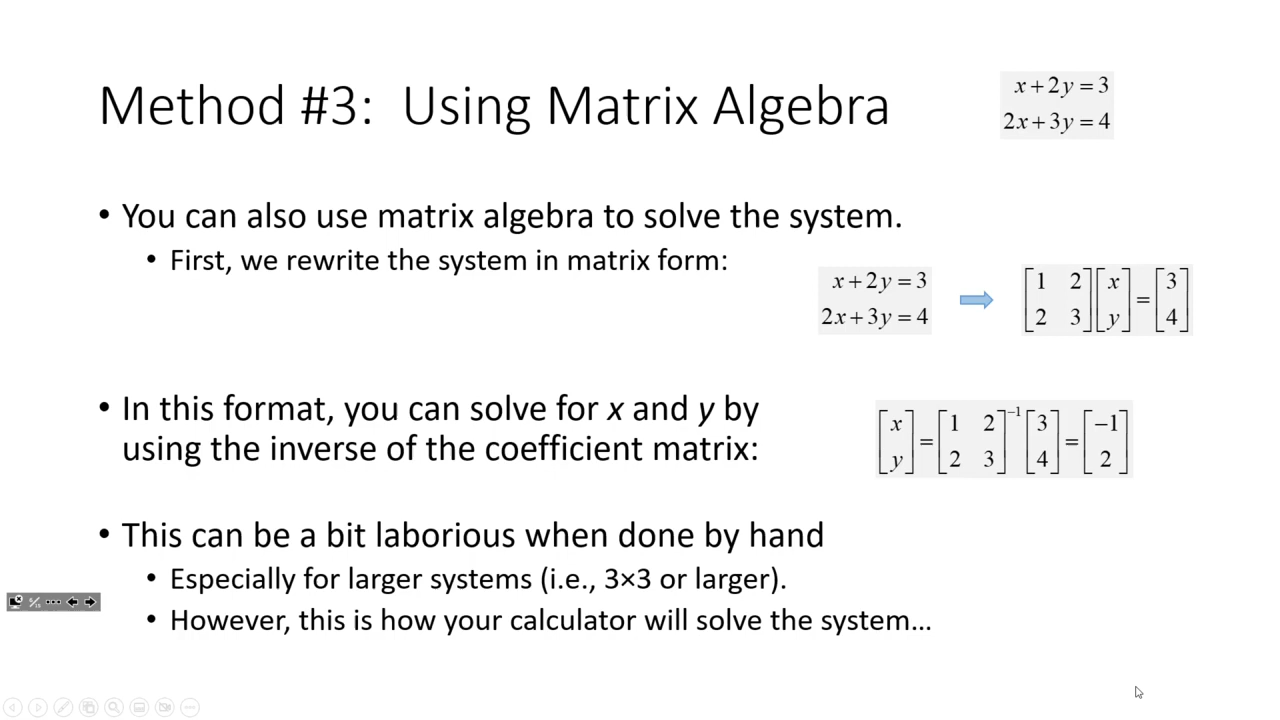 Method #3: Using Matrix Algebra
x + 2y = 3
2x + 3y = 4
• You can also use matrix algebra to solve the system.
• First, we rewrite the system in matrix form:
x + 2y = 3
2x + 3y = 4
[1 2; 2 3] [x; y] = [3; 4]
• In this format, you can solve for x and y by
using the inverse of the coefficient matrix:
[x; y] = [1 2; 2 3]⁻¹ [3; 4] = [−1; 2]
• This can be a bit laborious when done by hand
• Especially for larger systems (i.e., 3×3 or larger).
• However, this is how your calculator will solve the system…